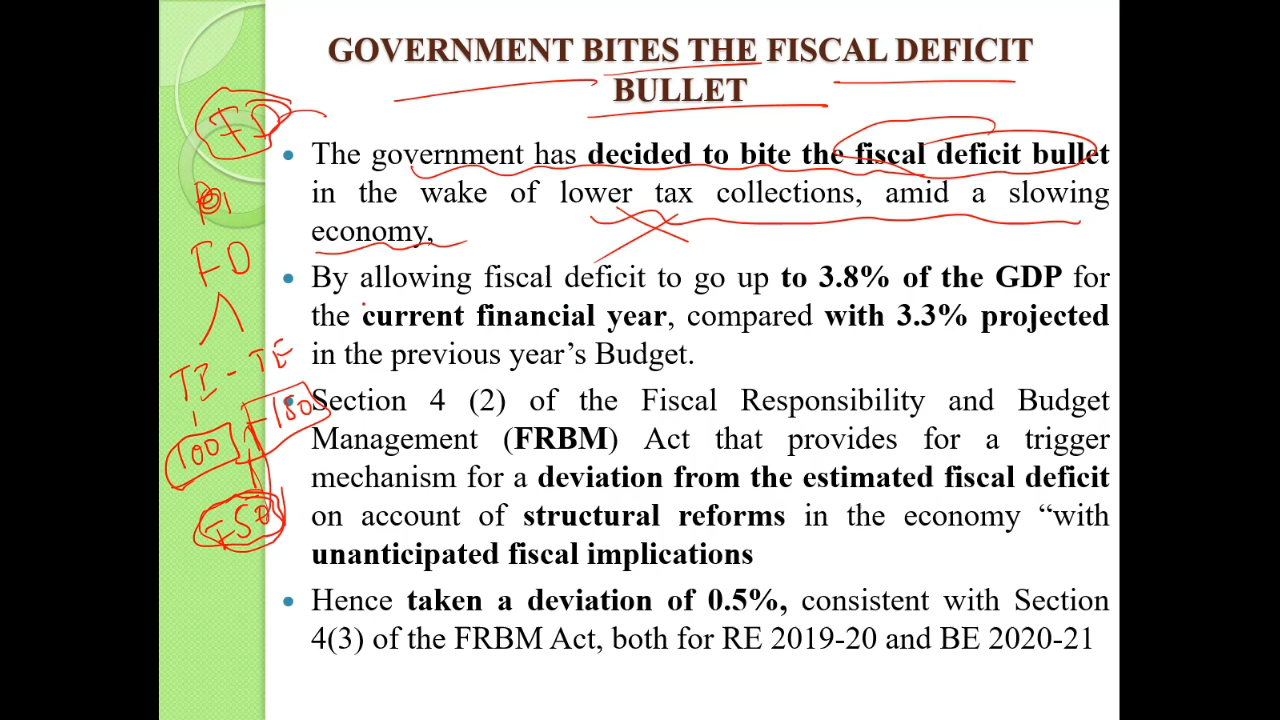 GOVERNMENT BITES THE FISCAL DEFICIT
BULLET
FD
• The government has decided to bite the fiscal deficit bullet
in the wake of lower tax collections, amid a slowing
economy,
FD
• By allowing fiscal deficit to go up to 3.8% of the GDP for
the current financial year, compared with 3.3% projected
in the previous year's Budget.
TE - TE
• Section 4 (2) of the Fiscal Responsibility and Budget
-180
Management (FRBM) Act that provides for a trigger
100
mechanism for a deviation from the estimated fiscal deficit
on account of structural reforms in the economy “with
unanticipated fiscal implications
• Hence taken a deviation of 0.5%, consistent with Section
4(3) of the FRBM Act, both for RE 2019-20 and BE 2020-21